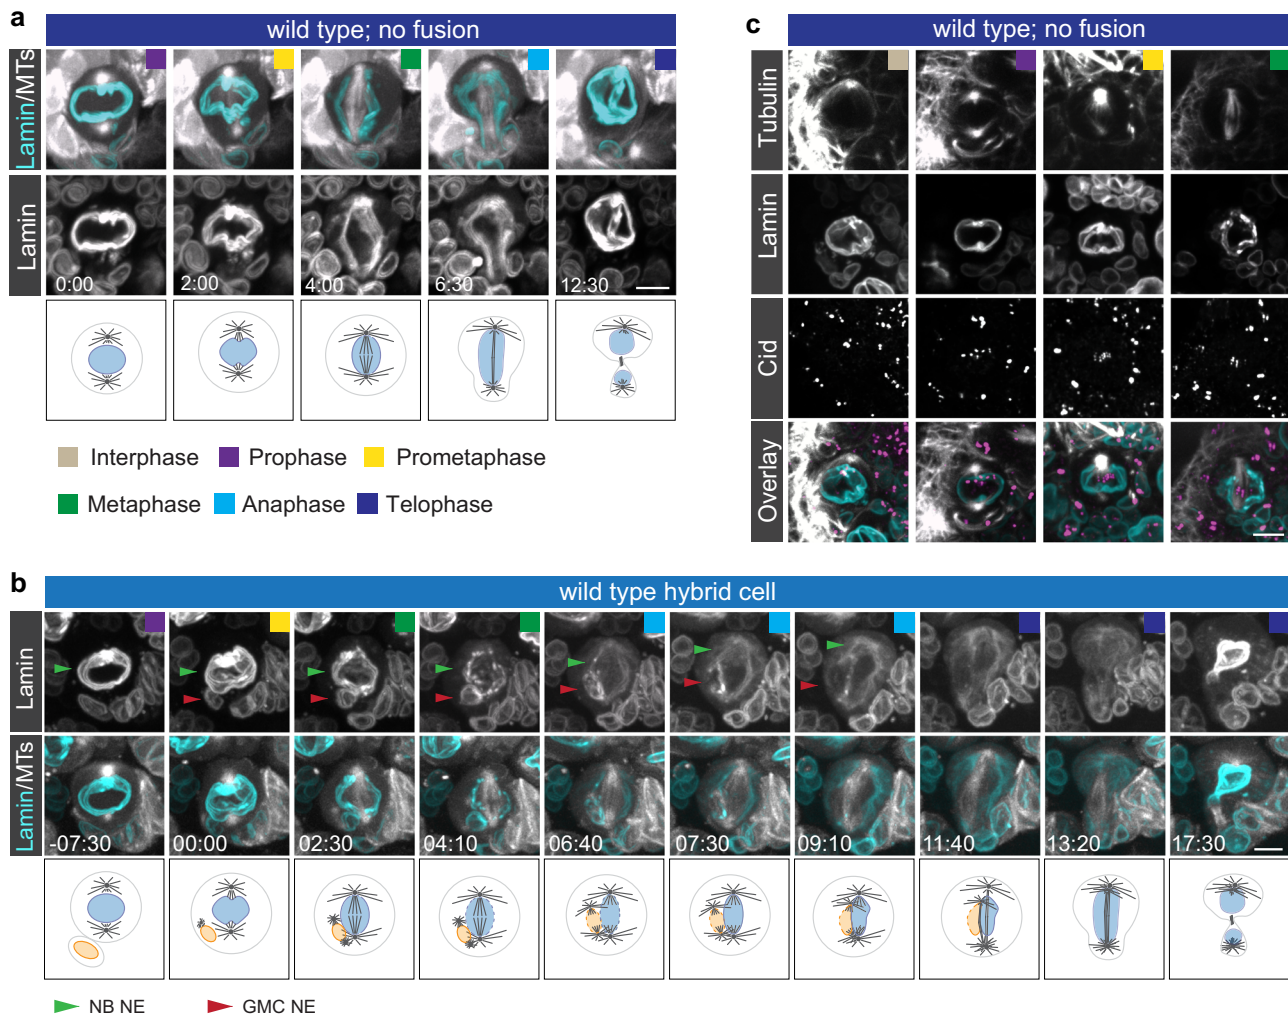 a
wild type; no fusion
Lamin/MTs
Lamin
0:00
2:00
4:00
6:30
12:30
Interphase
Prophase
Prometaphase
Metaphase
Anaphase
Telophase
c
wild type; no fusion
Tubulin
Lamin
Cid
Overlay
b
wild type hybrid cell
Lamin
Lamin/MTs
-07:30
00:00
02:30
04:10
06:40
07:30
09:10
11:40
13:20
17:30
NB NE
GMC NE